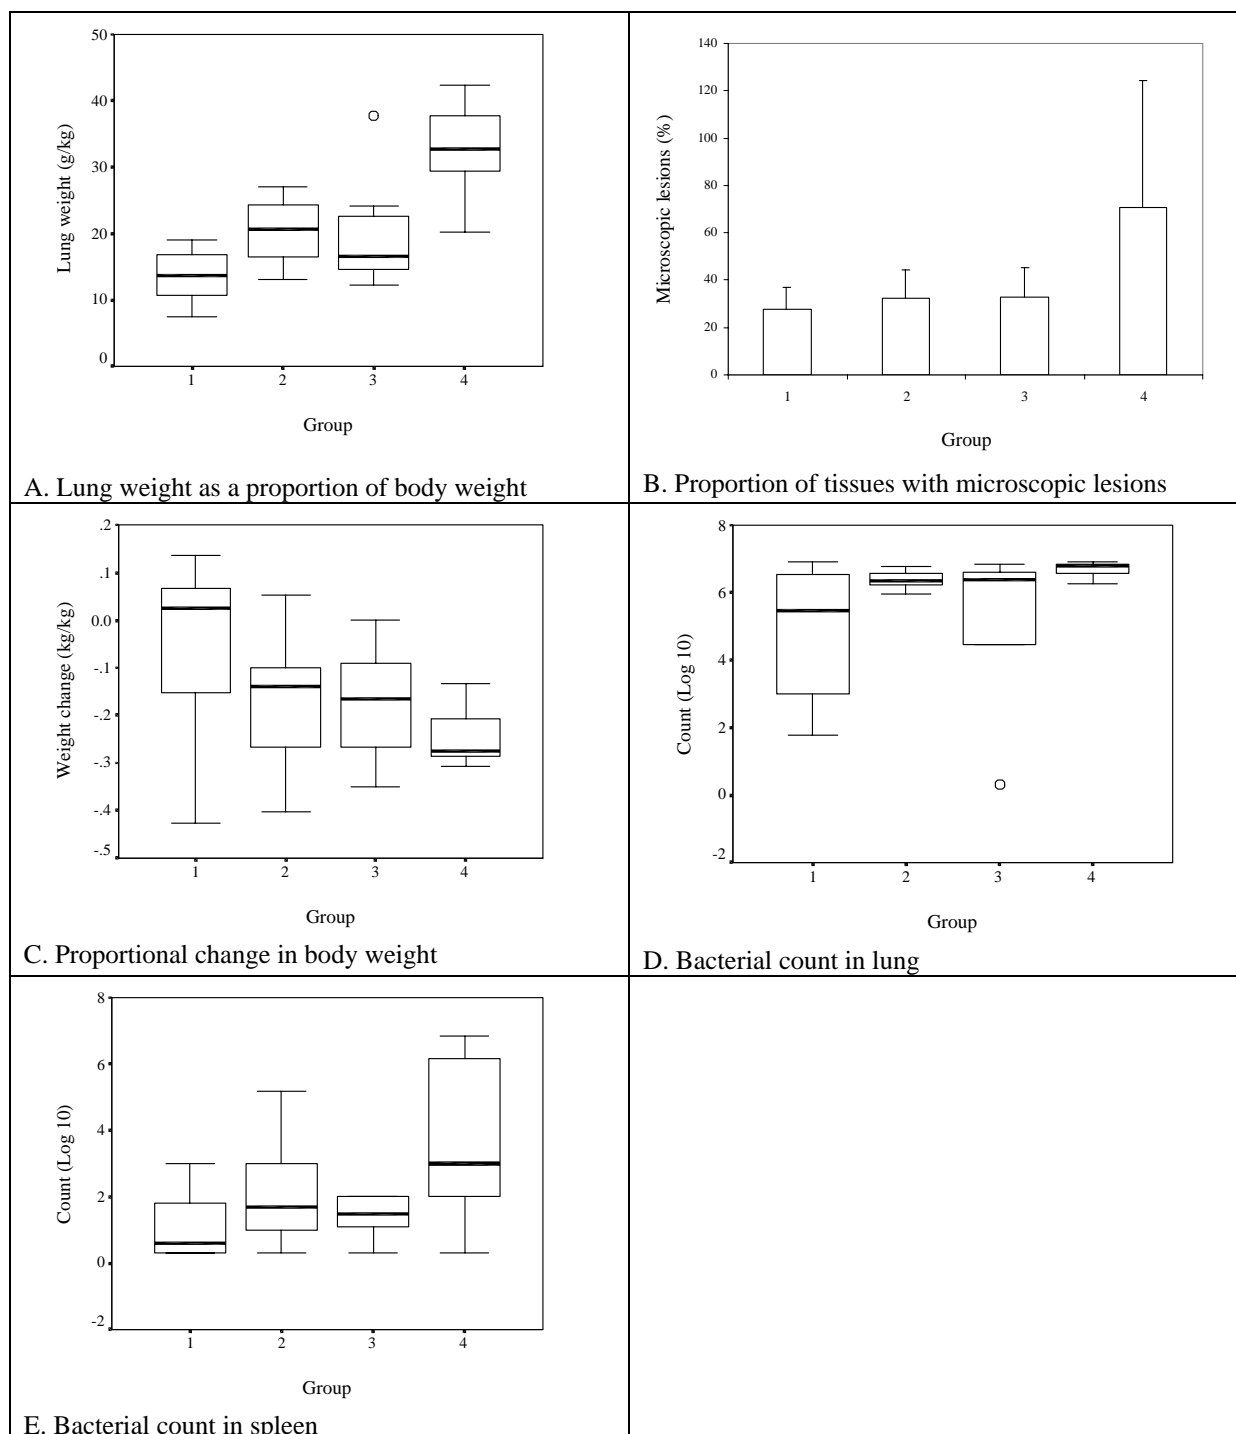 50
40
30
20
10
0
Lung weight (g/kg)
1 2 3 4
Group
A. Lung weight as a proportion of body weight
140
120
100
80
60
40
20
0
Microscopic lesions (%)
1 2 3 4
Group
B. Proportion of tissues with microscopic lesions
.2
.1
0.0
-.1
-.2
-.3
-.4
-.5
Weight change (kg/kg)
1 2 3 4
Group
C. Proportional change in body weight
8
6
4
2
0
-2
Count (Log 10)
1 2 3 4
Group
D. Bacterial count in lung
8
6
4
2
0
-2
Count (Log 10)
1 2 3 4
Group
E. Bacterial count in spleen